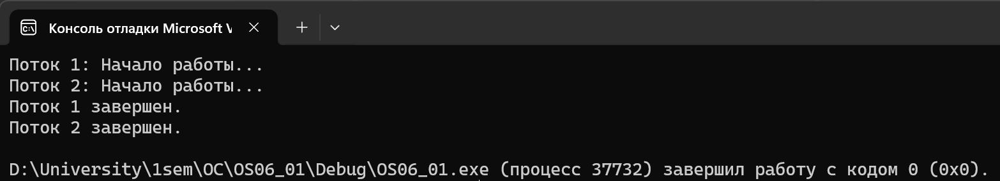 Консоль отладки Microsoft V
Поток 1: Начало работы...
Поток 2: Начало работы...
Поток 1 завершен.
Поток 2 завершен.
D:\University\1sem\OC\OS06_01\Debug\OS06_01.exe (процесс 37732) завершил работу с кодом 0 (0x0).